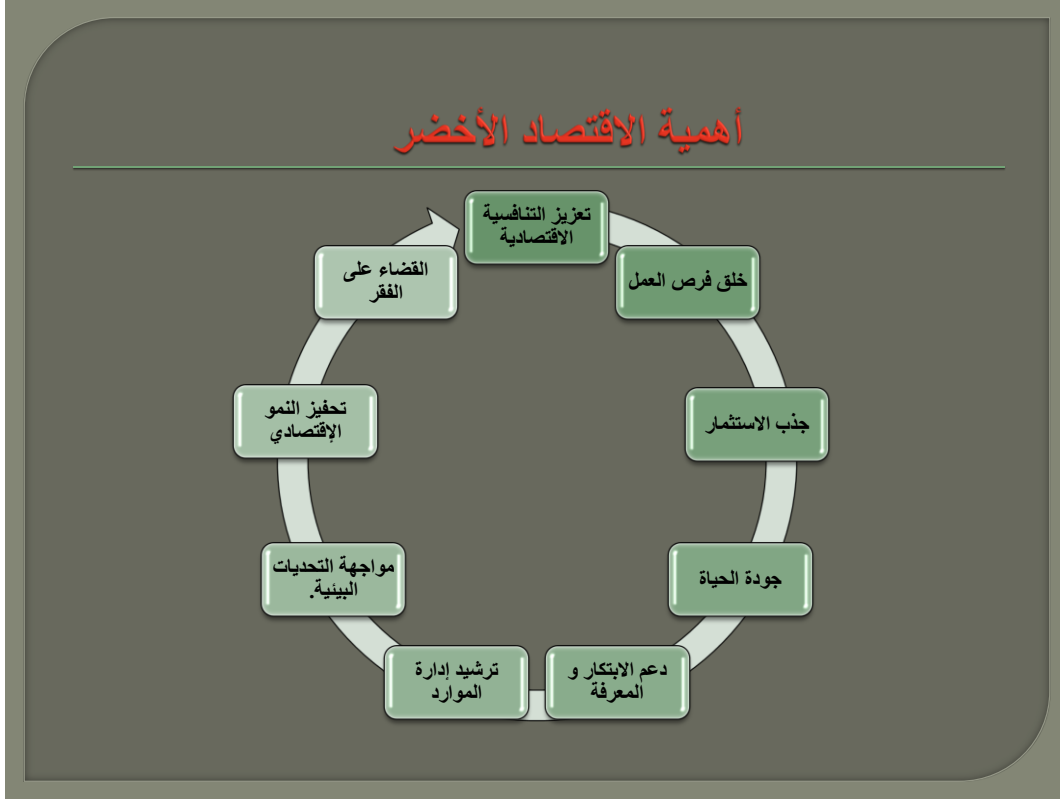 أهمية الاقتصاد الأخضر
تعزيز التنافسية
الاقتصادية
خلق فرص العمل
جذب الاستثمار
جودة الحياة
دعم الابتكار و
المعرفة
ترشيد إدارة
الموارد
مواجهة التحديات
البيئية.
تحفيز النمو
الإقتصادي
القضاء على
الفقر